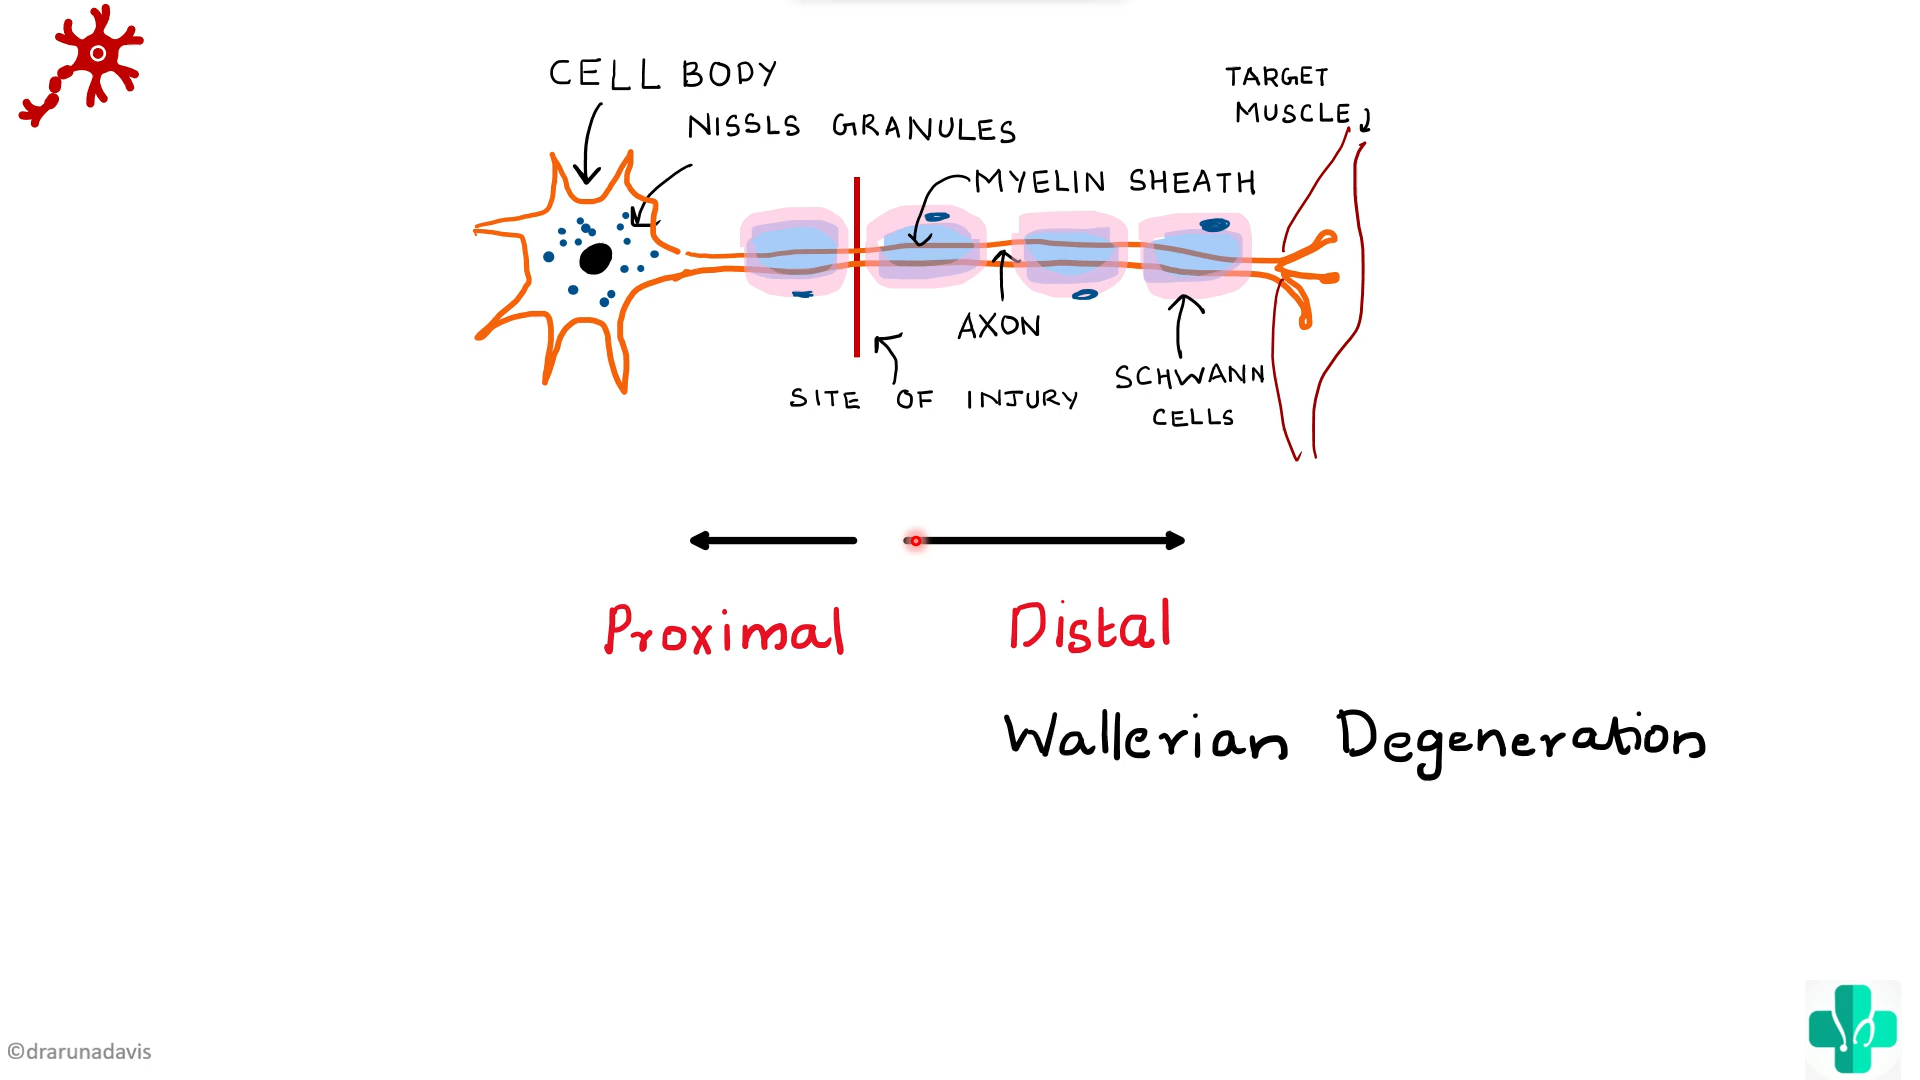 CELL BODY
NISSLS GRANULES
TARGET
MUSCLE
MYELIN SHEATH
AXON
SITE OF INJURY
SCHWANN
CELLS
Proximal
Distal
Wallerian Degeneration
©drarunadavis